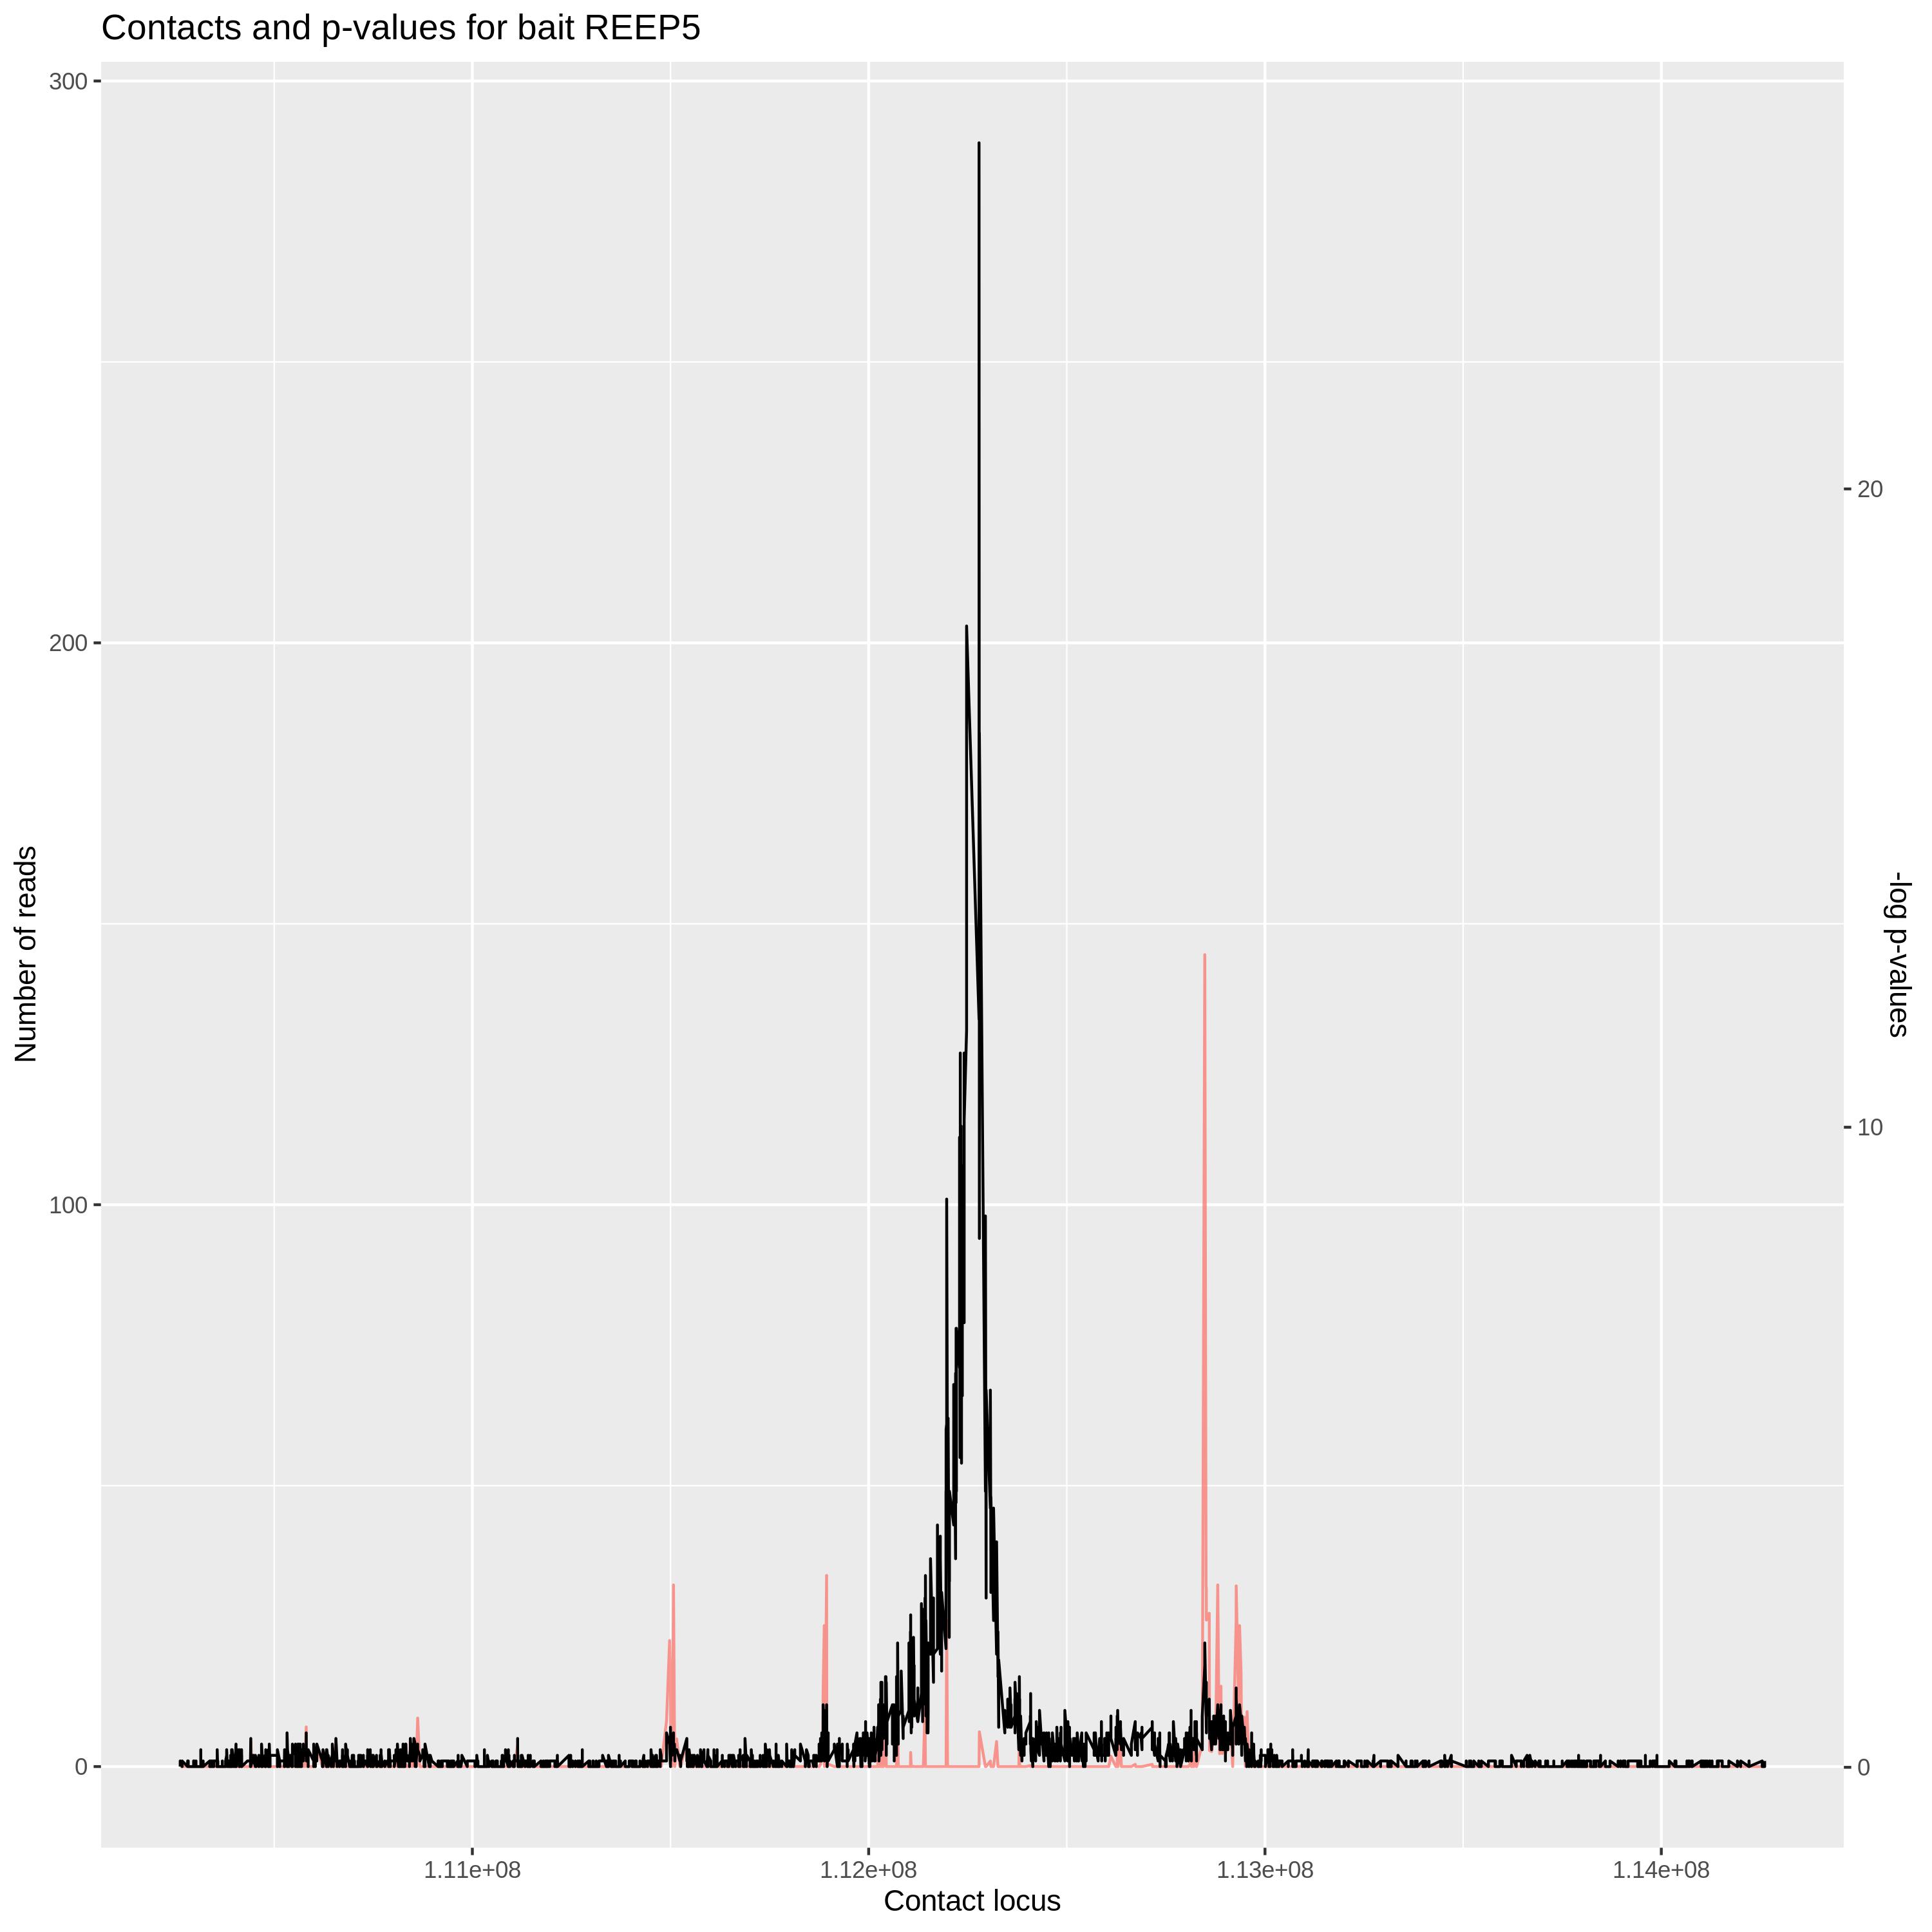 Contacts and p-values for bait REEP5
300
200
100
0
Number of reads
20
10
0
-log p-values
1.11e+08
1.12e+08
1.13e+08
1.14e+08
Contact locus